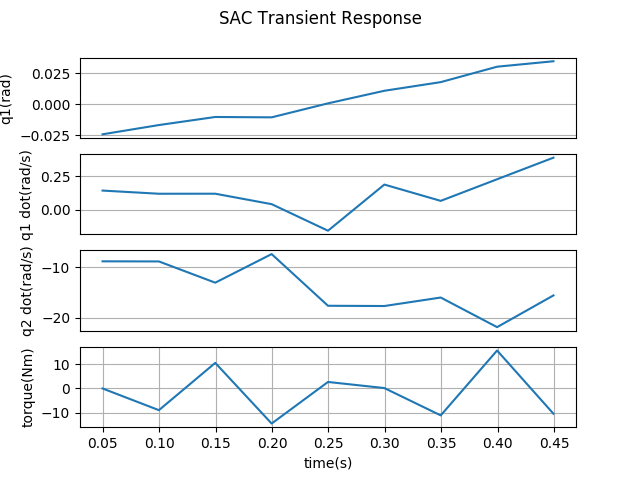 SAC Transient Response
q1(rad)
0.025
0.000
−0.025
q1 dot(rad/s)
0.25
0.00
q2 dot(rad/s)
−10
−20
torque(Nm)
10
0
−10
0.05 0.10 0.15 0.20 0.25 0.30 0.35 0.40 0.45
time(s)